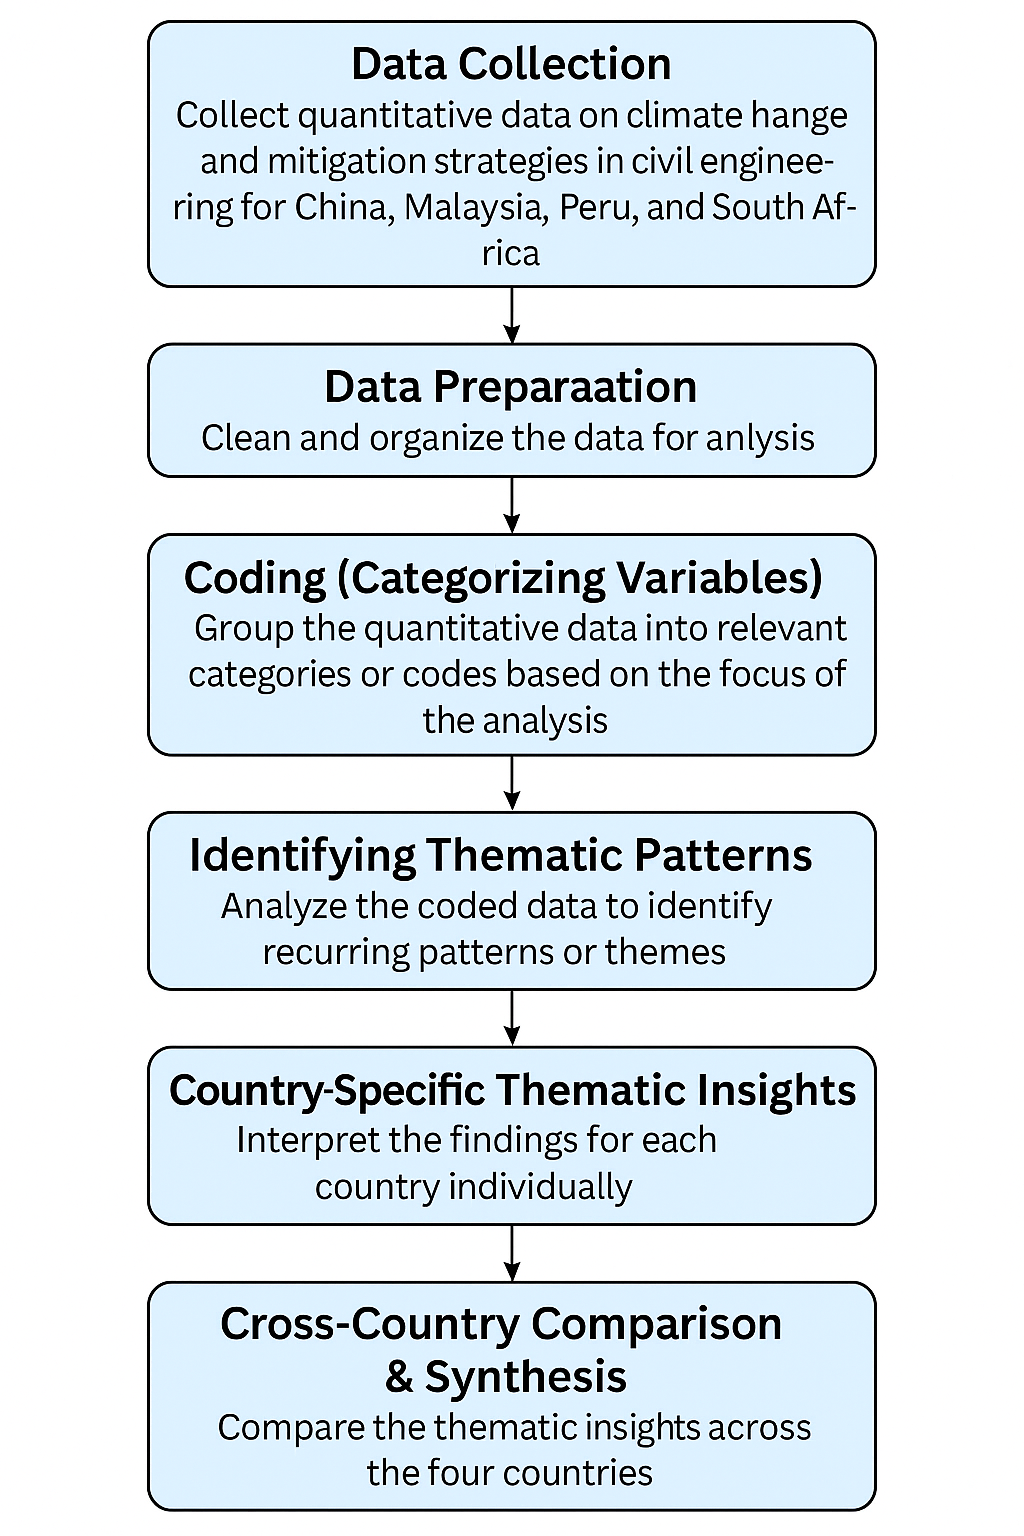 Data Collection
Collect quantitative data on climate hange
and mitigation strategies in civil enginee-
ring for China, Malaysia, Peru, and South Af-
rica
Data Preparaation
Clean and organize the data for anlysis
Coding (Categorizing Variables)
Group the quantitative data into relevant
categories or codes based on the focus of
the analysis
Identifying Thematic Patterns
Analyze the coded data to identify
recurring patterns or themes
Country-Specific Thematic Insights
Interpret the findings for each
country individually
Cross-Country Comparison
& Synthesis
Compare the thematic insights across
the four countries